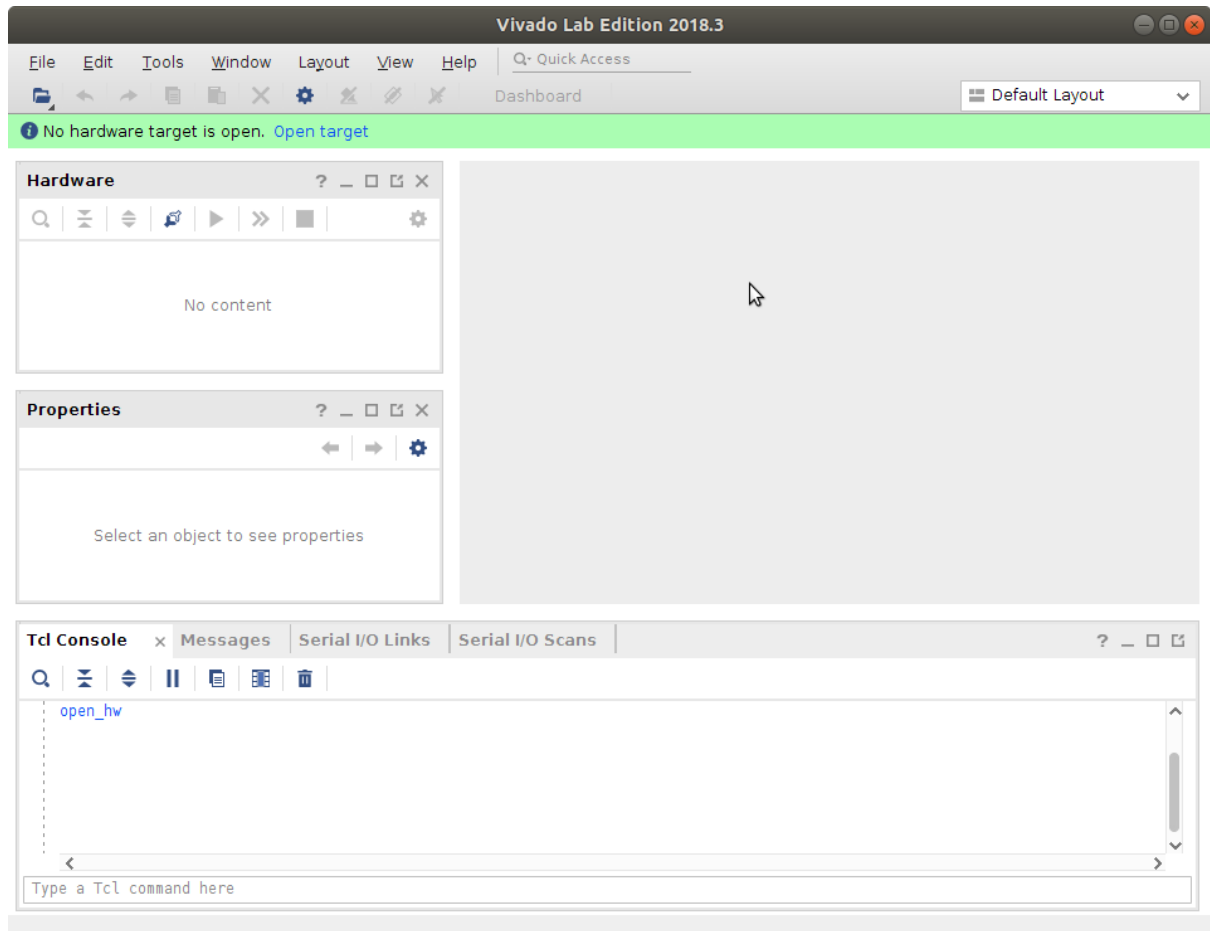 Vivado Lab Edition 2018.3
File Edit Tools Window Layout View Help Quick Access
Dashboard Default Layout
No hardware target is open. Open target
Hardware
No content
Properties
Select an object to see properties
Tcl Console Messages Serial I/O Links Serial I/O Scans
open_hw
Type a Tcl command here